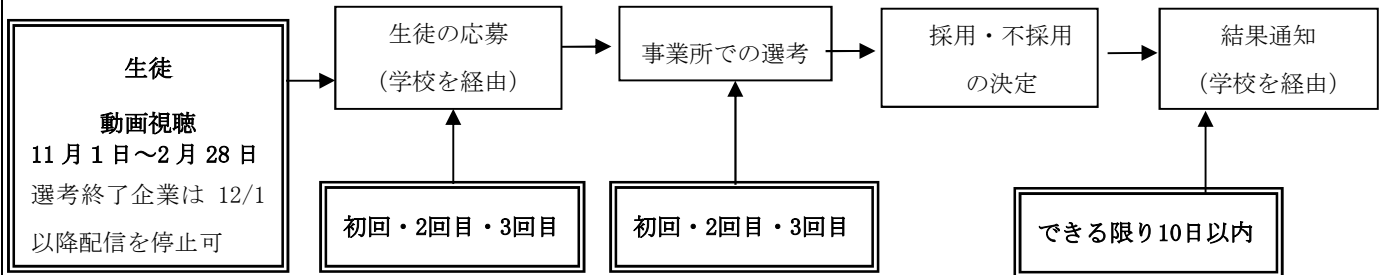 生徒
動画視聴
11月1日～2月28日
選考終了企業は 12/1
以降配信を停止可
生徒の応募
(学校を経由)
事業所での選考
採用・不採用
の決定
結果通知
(学校を経由)
初回・2回目・3回目
初回・2回目・3回目
できる限り10日以内